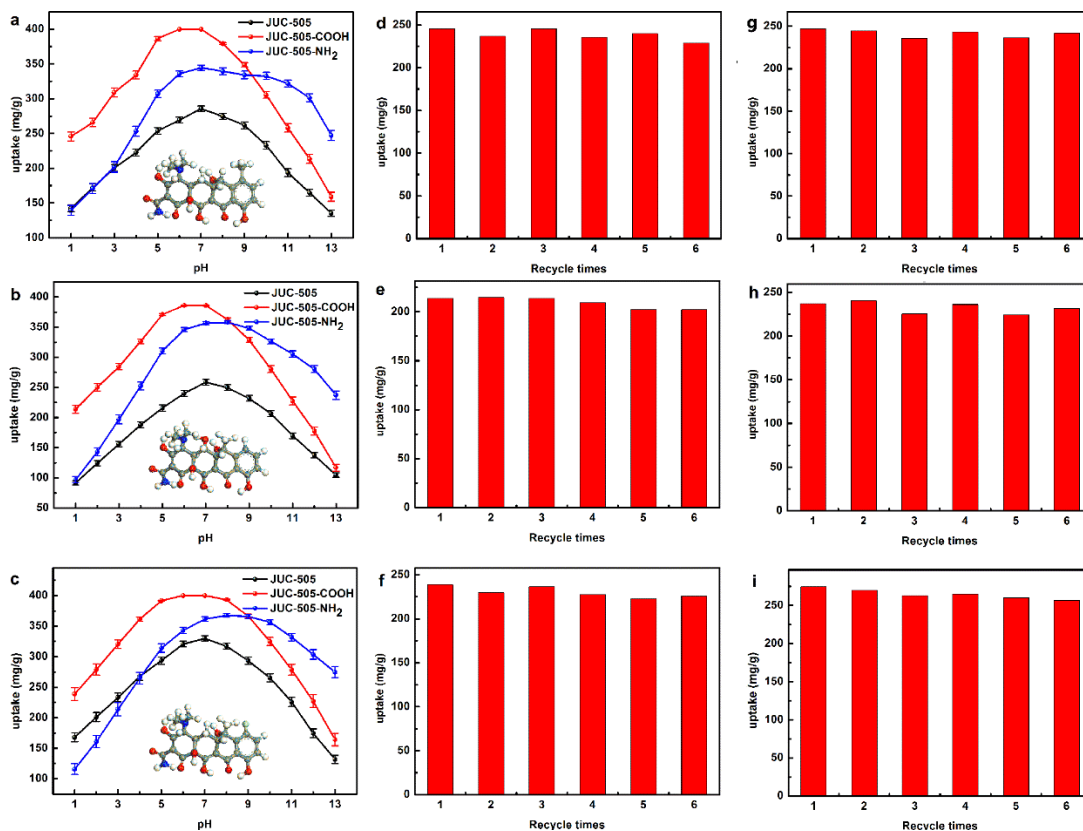 a
JUC-505
JUC-505-COOH
JUC-505-NH2
400
350
300
250
200
150
100
uptake (mg/g)
1 3 5 7 9 11 13
pH
d
250
200
150
100
50
0
uptake (mg/g)
1 2 3 4 5 6
Recycle times
g
250
200
150
100
50
0
uptake (mg/g)
1 2 3 4 5 6
Recycle times
b
JUC-505
JUC-505-COOH
JUC-505-NH2
400
350
300
250
200
150
100
50
uptake (mg/g)
1 3 5 7 9 11 13
pH
e
200
150
100
50
0
uptake (mg/g)
1 2 3 4 5 6
Recycle times
h
250
200
150
100
50
0
uptake (mg/g)
1 2 3 4 5 6
Recycle times
c
JUC-505
JUC-505-COOH
JUC-505-NH2
400
350
300
250
200
150
100
uptake (mg/g)
1 3 5 7 9 11 13
pH
f
250
200
150
100
50
0
uptake (mg/g)
1 2 3 4 5 6
Recycle times
i
250
200
150
100
50
0
uptake (mg/g)
1 2 3 4 5 6
Recycle times